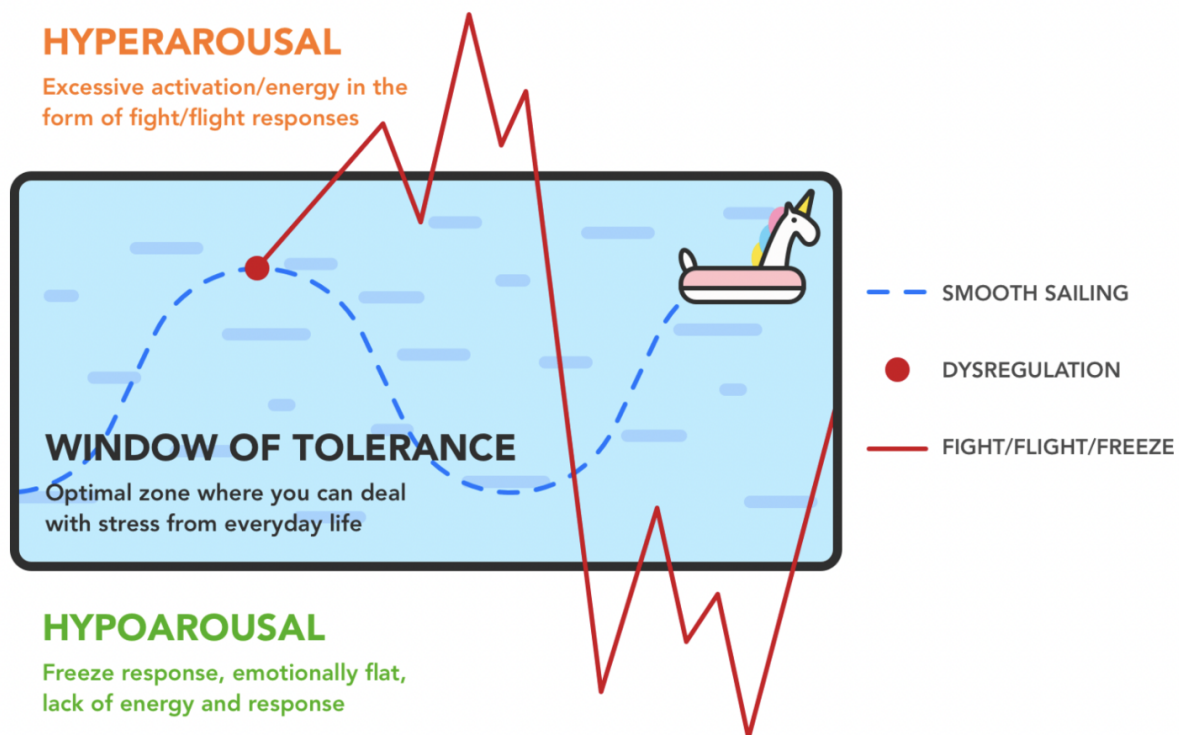 HYPERAROUSAL
Excessive activation/energy in the
form of fight/flight responses
WINDOW OF TOLERANCE
Optimal zone where you can deal
with stress from everyday life
HYPOAROUSAL
Freeze response, emotionally flat,
lack of energy and response
SMOOTH SAILING
DYSREGULATION
FIGHT/FLIGHT/FREEZE